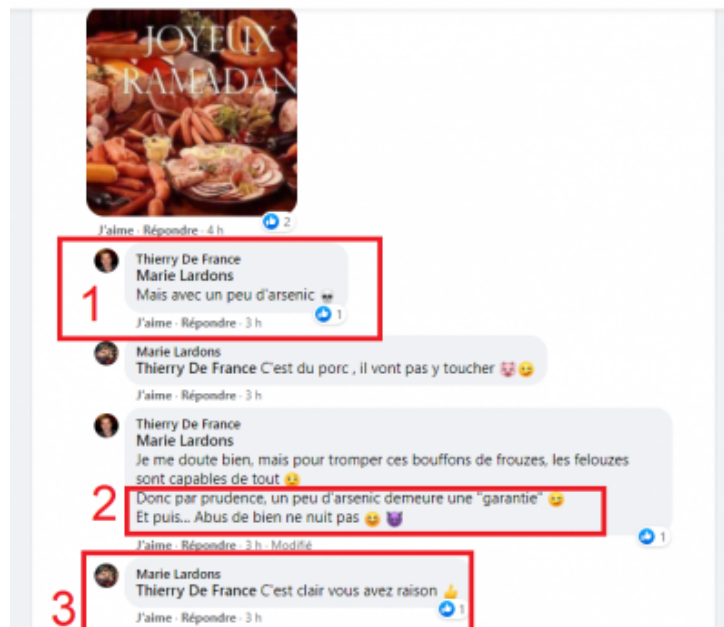 JOYEUX
RAMADAN
2
J'aime · Répondre · 4 h
Thierry De France
Marie Lardons
Mais avec un peu d'arsenic
1
1
J'aime · Répondre · 3 h
Marie Lardons
Thierry De France C'est du porc , il vont pas y toucher
J'aime · Répondre · 3 h
Thierry De France
Marie Lardons
Je me doute bien, mais pour tromper ces bouffons de frouzes, les felouzes
sont capables de tout
2
Donc par prudence, un peu d'arsenic demeure une "garantie"
Et puis... Abus de bien ne nuit pas
1
J'aime · Répondre · 3 h · Modifié
Marie Lardons
Thierry De France C'est clair vous avez raison
3
1
J'aime · Répondre · 3 h